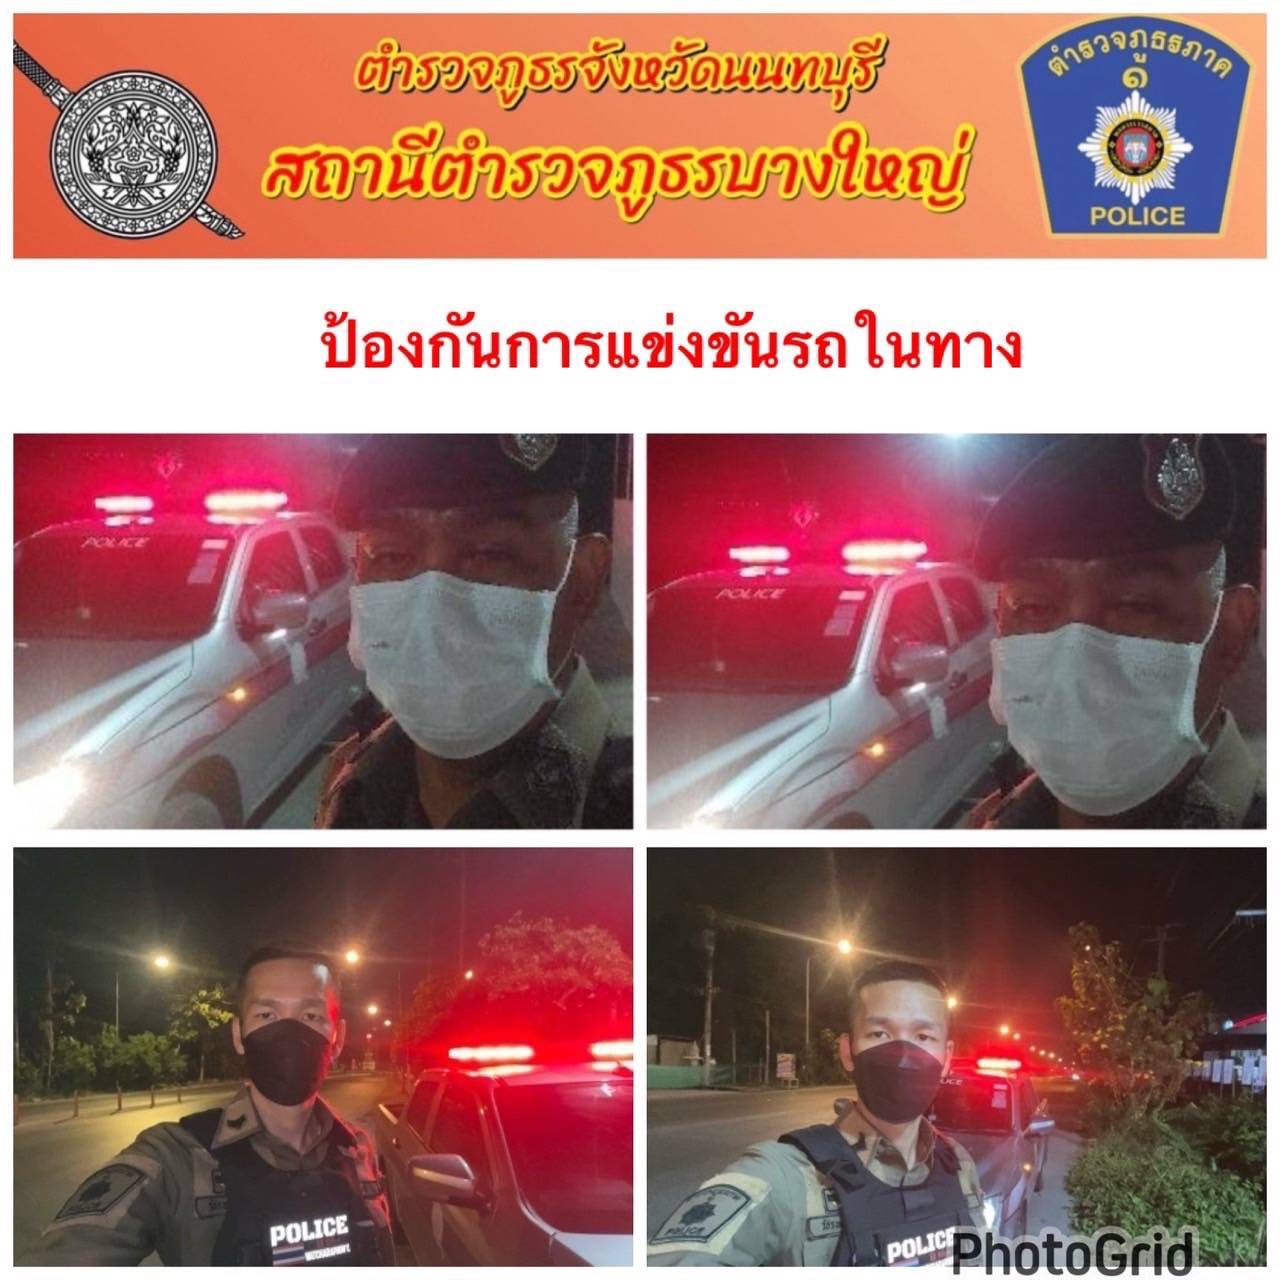 ตำรวจภูธรจังหวัดนนทบุรี
สถานีตำรวจภูธรบางใหญ่
ตำรวจภูธรภาค
๑
POLICE
ป้องกันการแข่งขันรถในทาง
POLICE
POLICE
POLICE
POLICE
POLICE
PhotoGrid